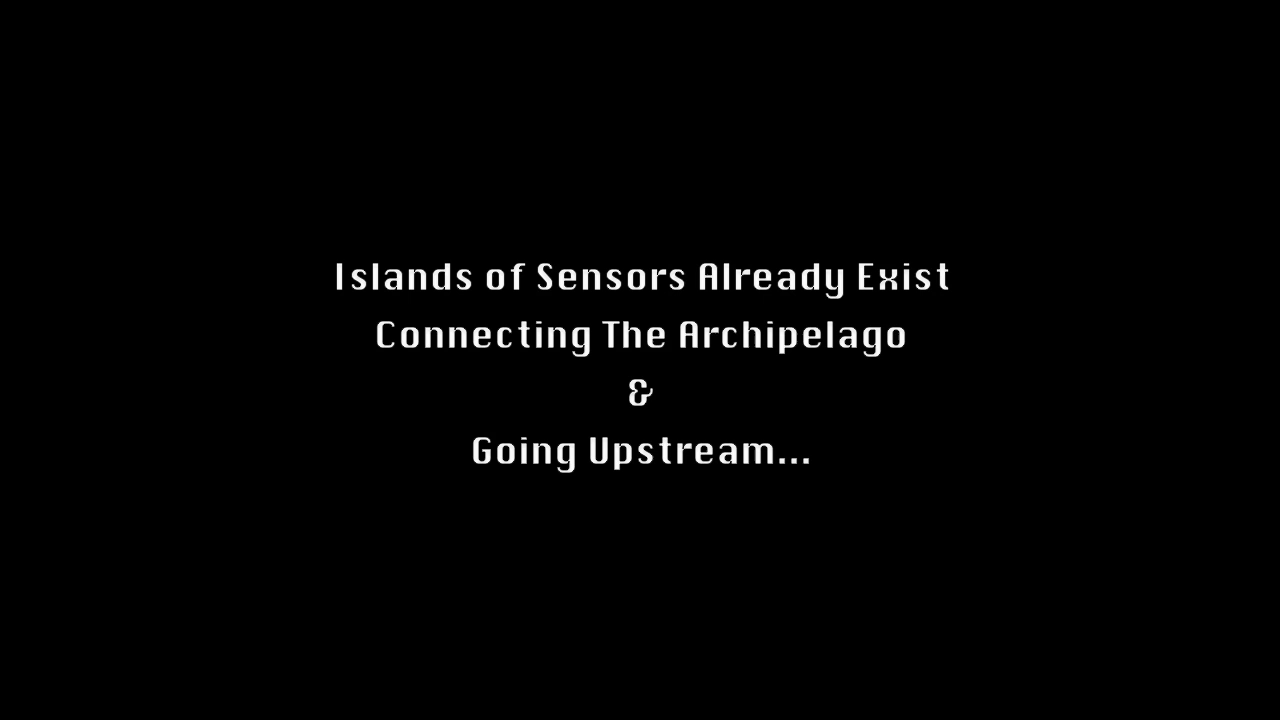 Islands of Sensors Already Exist
Connecting The Archipelago
&
Going Upstream...